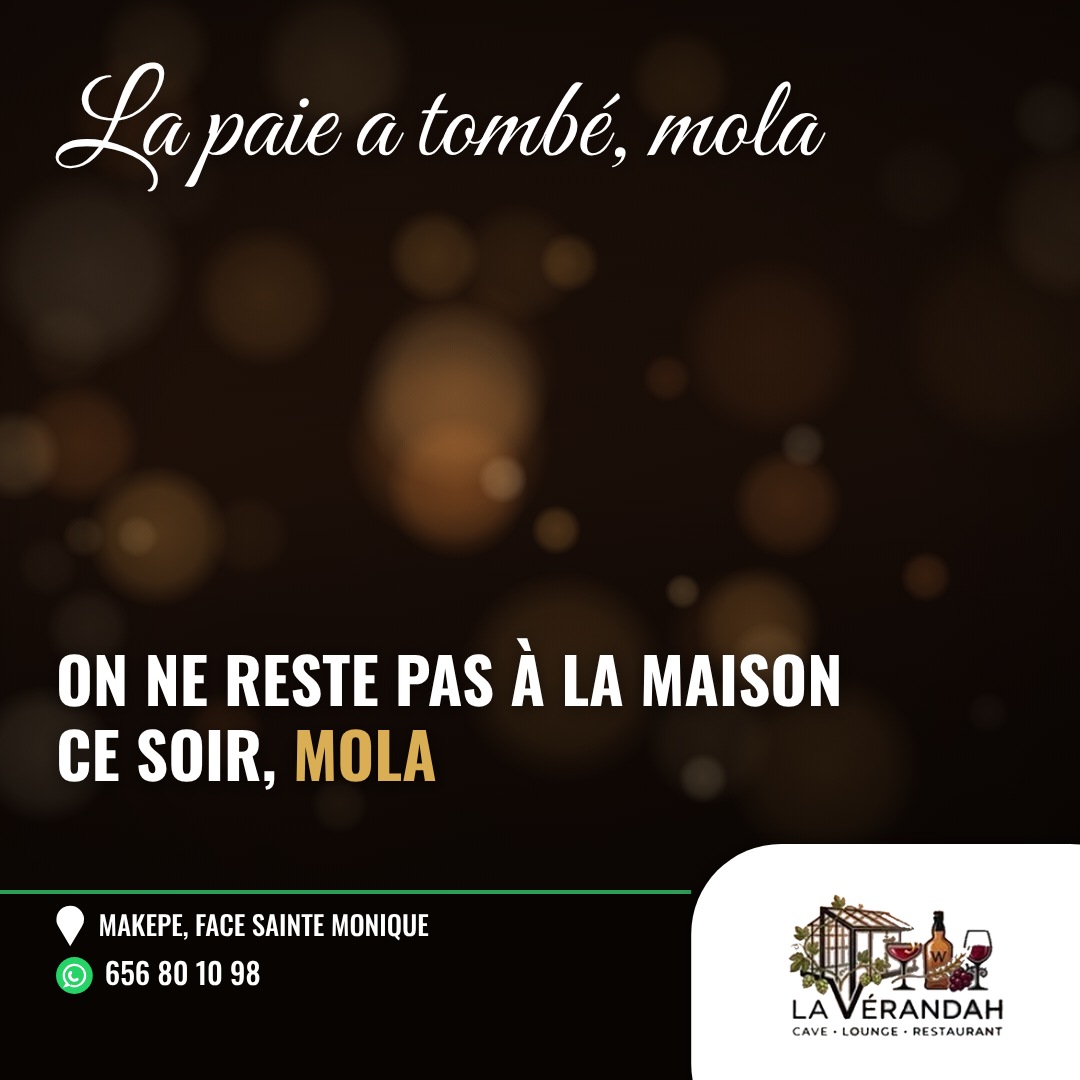 La paie a tombé, mola
ON NE RESTE PAS À LA MAISON
CE SOIR, MOLA
MAKEPE, FACE SAINTE MONIQUE
656 80 10 98
W
LA VÉRANDAH
CAVE • LOUNGE • RESTAURANT